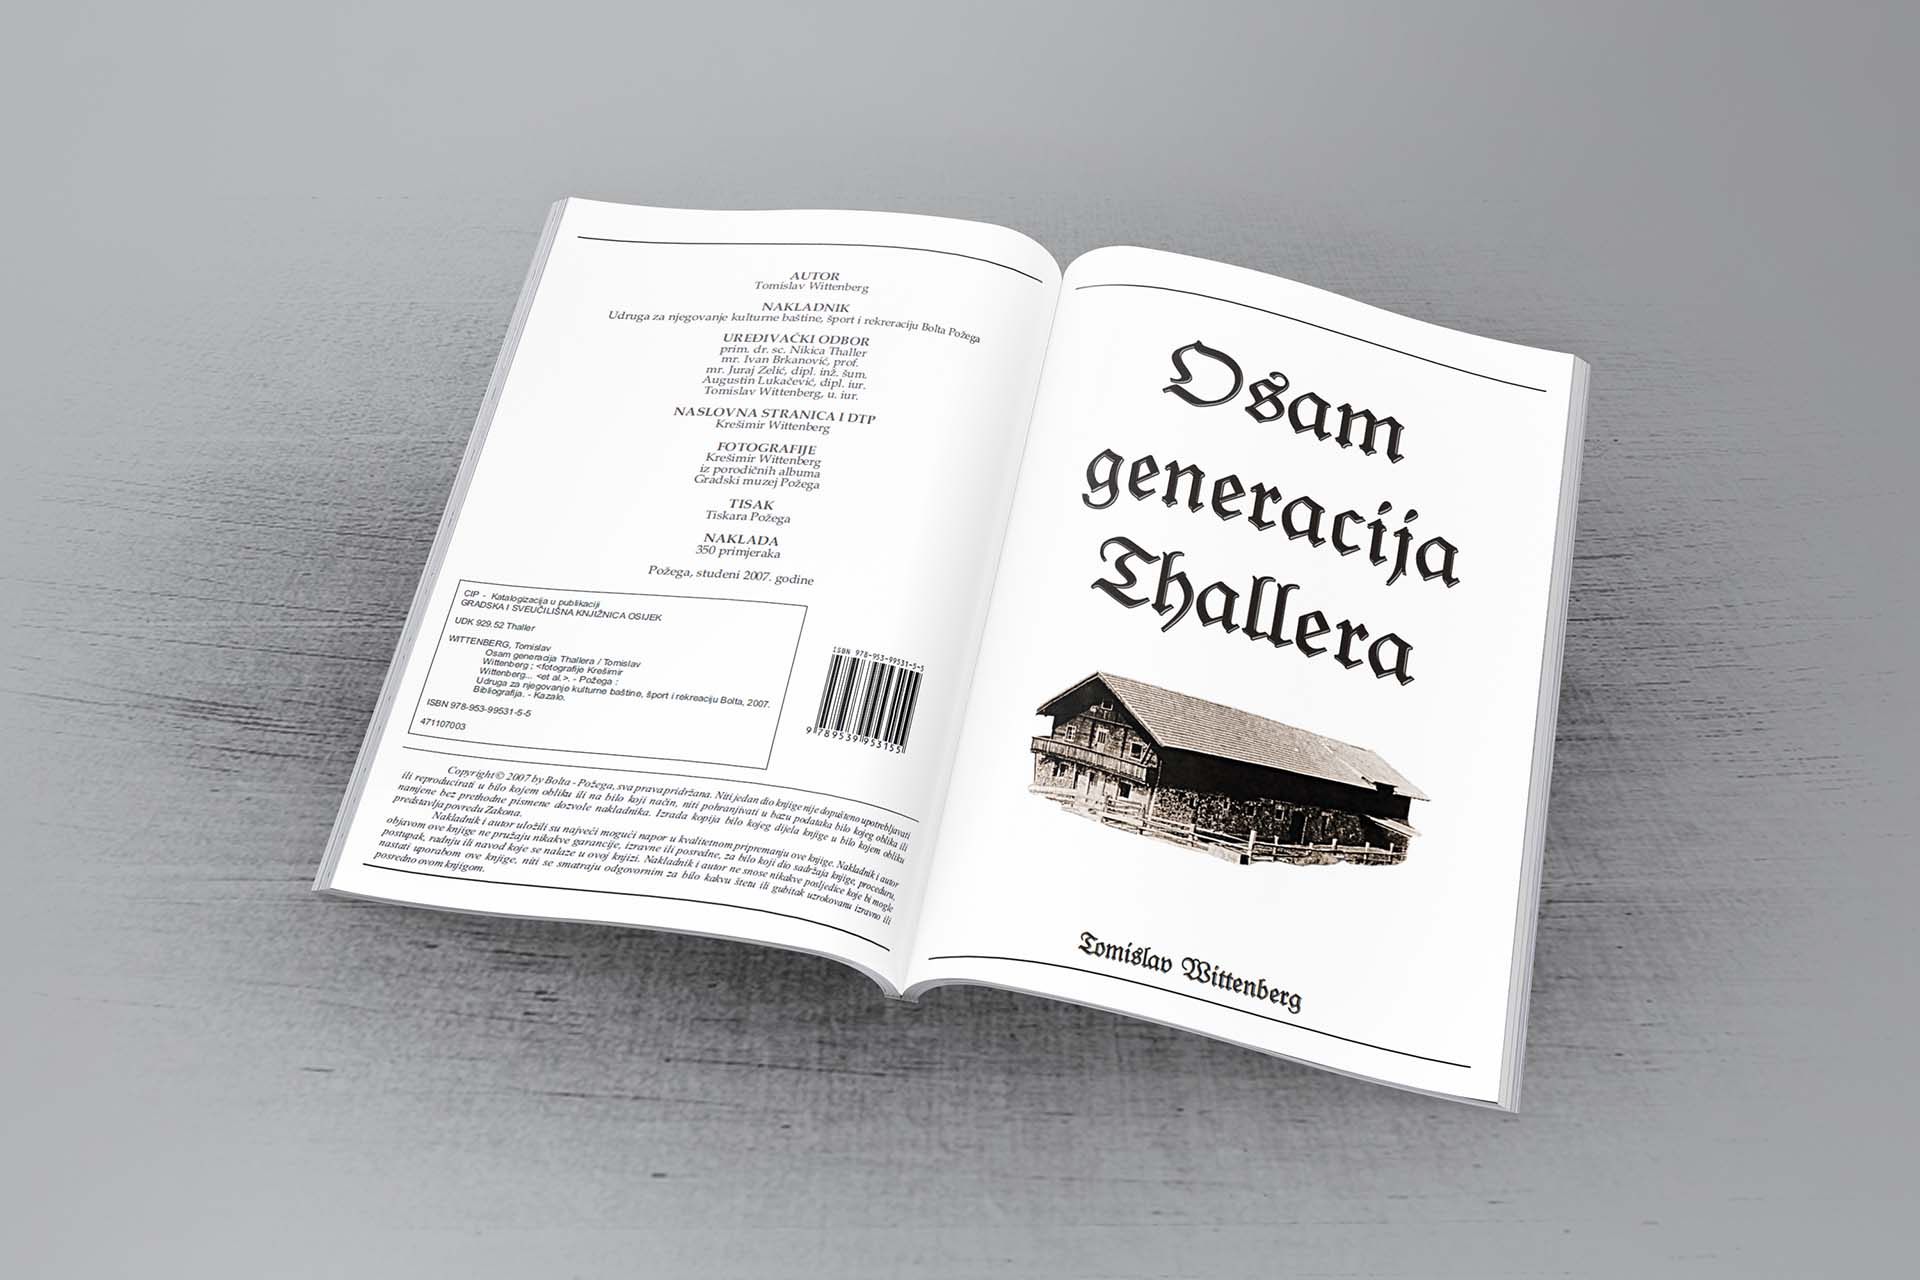 AUTOR
Tomislav Wittenberg
NAKLADNIK
Udruga za njegovanje kulturne baštine, šport i rekreraciju Bolta Požega
UREĐIVAČKI ODBOR
prim. dr. sc. Nikica Thaller
mr. Ivan Brkanović, prof.
mr. Juraj Zelić, dipl. inž. šum.
Augustin Lukačević, dipl. iur.
Tomislav Wittenberg, u. iur.
NASLOVNA STRANICA I DTP
Krešimir Wittenberg
FOTOGRAFIJE
Krešimir Wittenberg
iz porodičnih albuma
Gradski muzej Požega
TISAK
Tiskara Požega
NAKLADA
350 primjeraka
Požega, studeni 2007. godine
CIP - Katalogizacija u publikaciji
GRADSKA I SVEUČILIŠNA KNJIŽNICA OSIJEK
UDK 929.52 Thaller
WITTENBERG, Tomislav
Osam generacija Thallera / Tomislav
Wittenberg ; <fotografije Krešimir
Wittenberg... <et al.>. - Požega :
Udruga za njegovanje kulturne baštine, šport i rekreaciju Bolta, 2007.
Bibliografija. - Kazalo.
ISBN 978-953-99531-5-5
471107003
ISBN 978-953-99531-5-5
9 789539 953155
Copyright © 2007 by Bolta - Požega, sva prava pridržana. Niti jedan dio knjige nije dopušteno upotrebljavati
ili reproducirati u bilo kojem obliku ili na bilo koji način, niti pohranjivati u bazu podataka bilo kojeg oblika ili
namjene bez prethodne pismene dozvole nakladnika. Izrada kopija bilo kojeg dijela knjige u bilo kojem obliku
predstavlja povredu Zakona.
Nakladnik i autor uložili su najveći mogući napor u kvalitetnom pripremanju ove knjige. Nakladnik i autor
objavom ove knjige ne pružaju nikakve garancije, izravne ili posredne, za bilo koji dio sadržaja knjige, proceduru,
postupak, radnju ili navod koje se nalaze u ovoj knjizi. Nakladnik i autor ne snose nikakve posljedice koje bi mogle
nastati uporabom ove knjige, niti se smatraju odgovornim za bilo kakvu štetu ili gubitak uzrokovanu izravno ili
posredno ovom knjigom.
Osam
generacija
Thallera
Tomislav Wittenberg